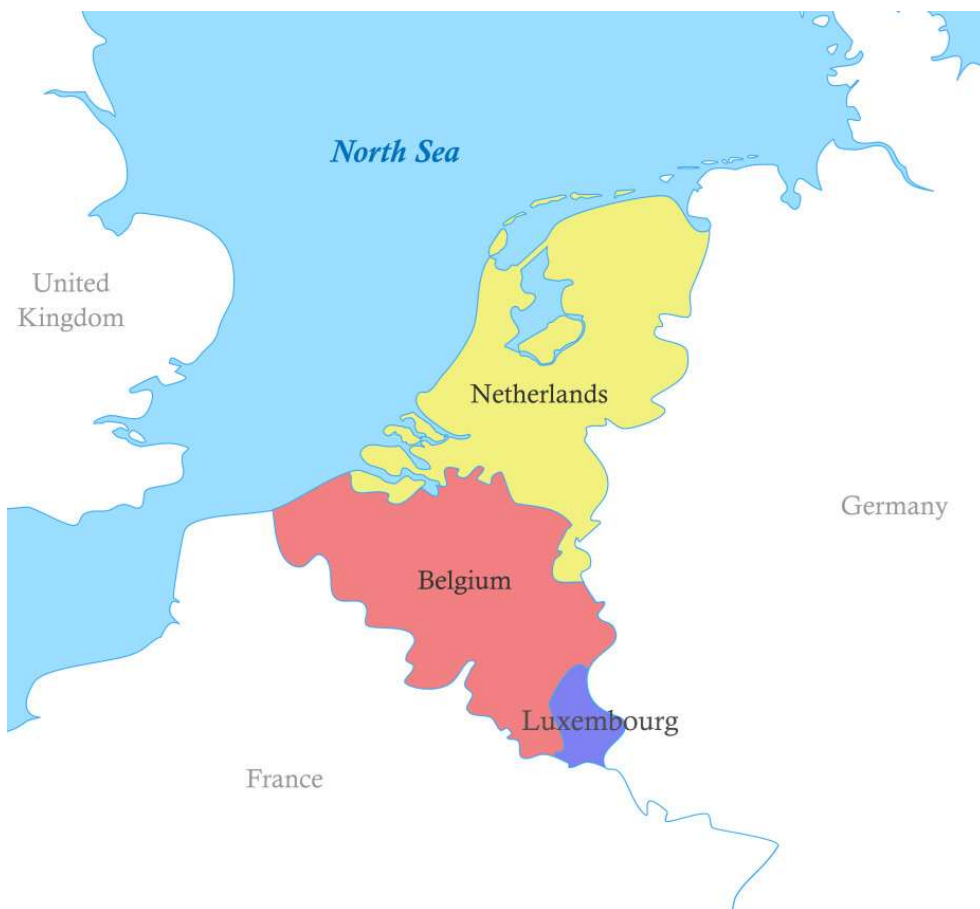 North Sea
United
Kingdom
Netherlands
Germany
Belgium
Luxembourg
France